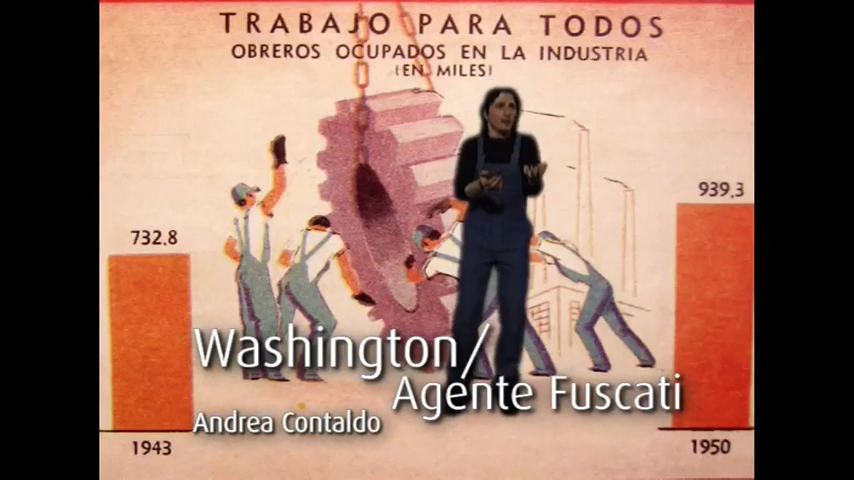 TRABAJO PARA TODOS
OBREROS OCUPADOS EN LA INDUSTRIA
(EN MILES)
939,3
732.8
Washington/
Agente Fuscati
Andrea Contaldo
1943
1950